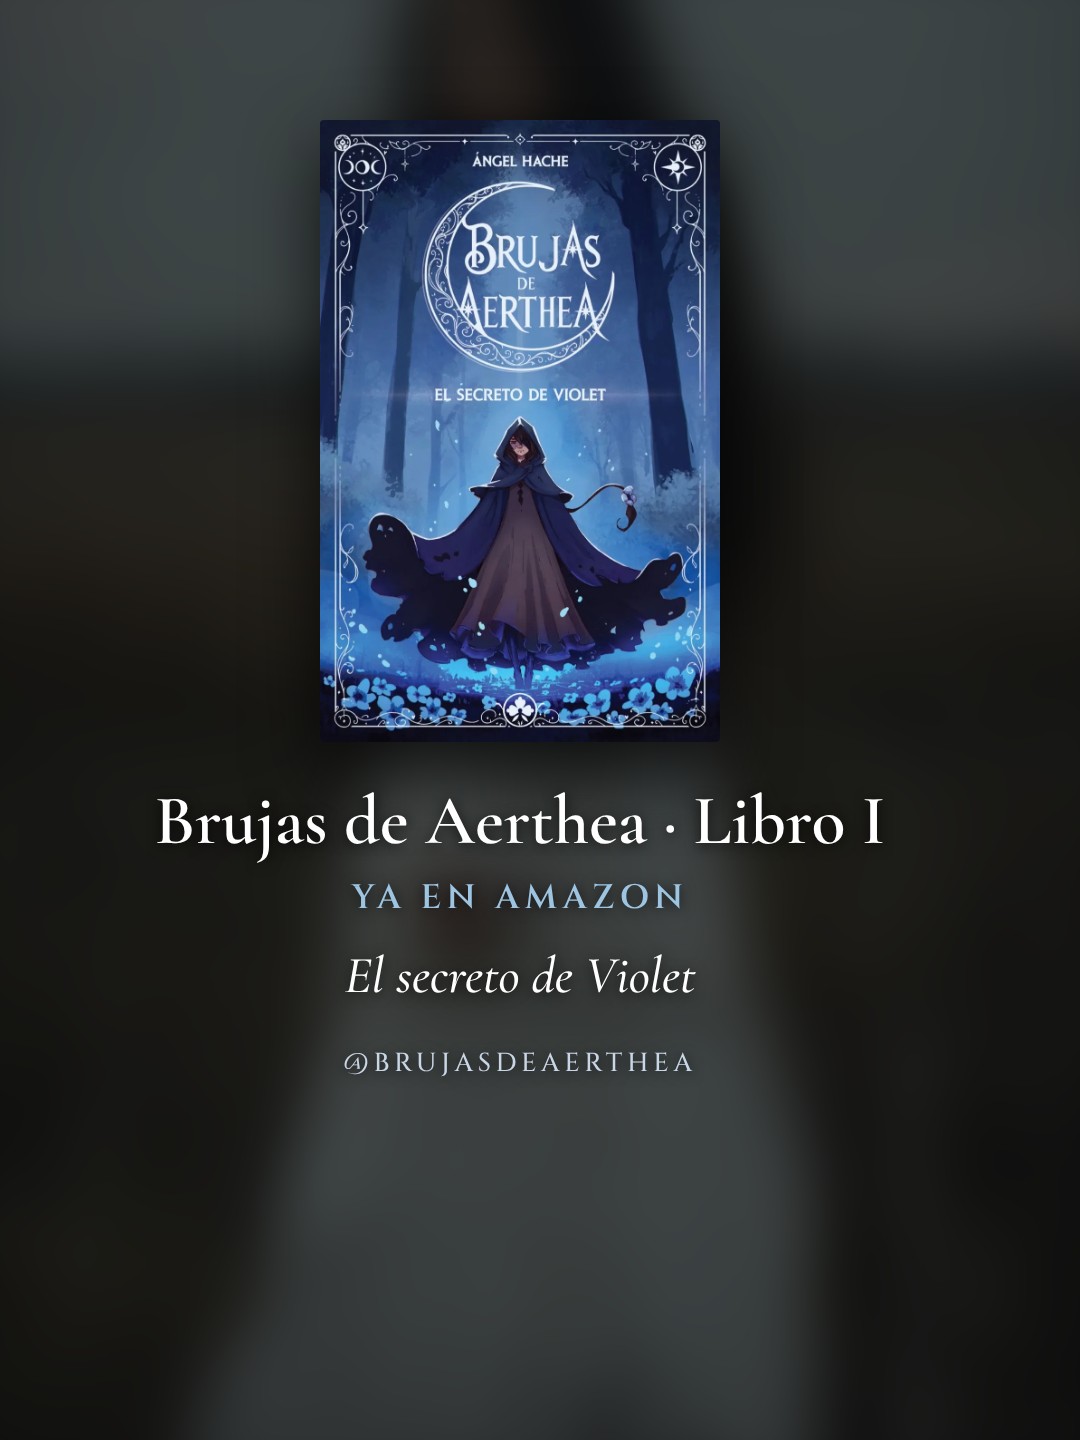 ÁNGEL HACHE
BRUJAS
DE
AERTHEA
EL SECRETO DE VIOLET
Brujas de Aerthea · Libro I
YA EN AMAZON
El secreto de Violet
@BRUJASDEAERTHEA